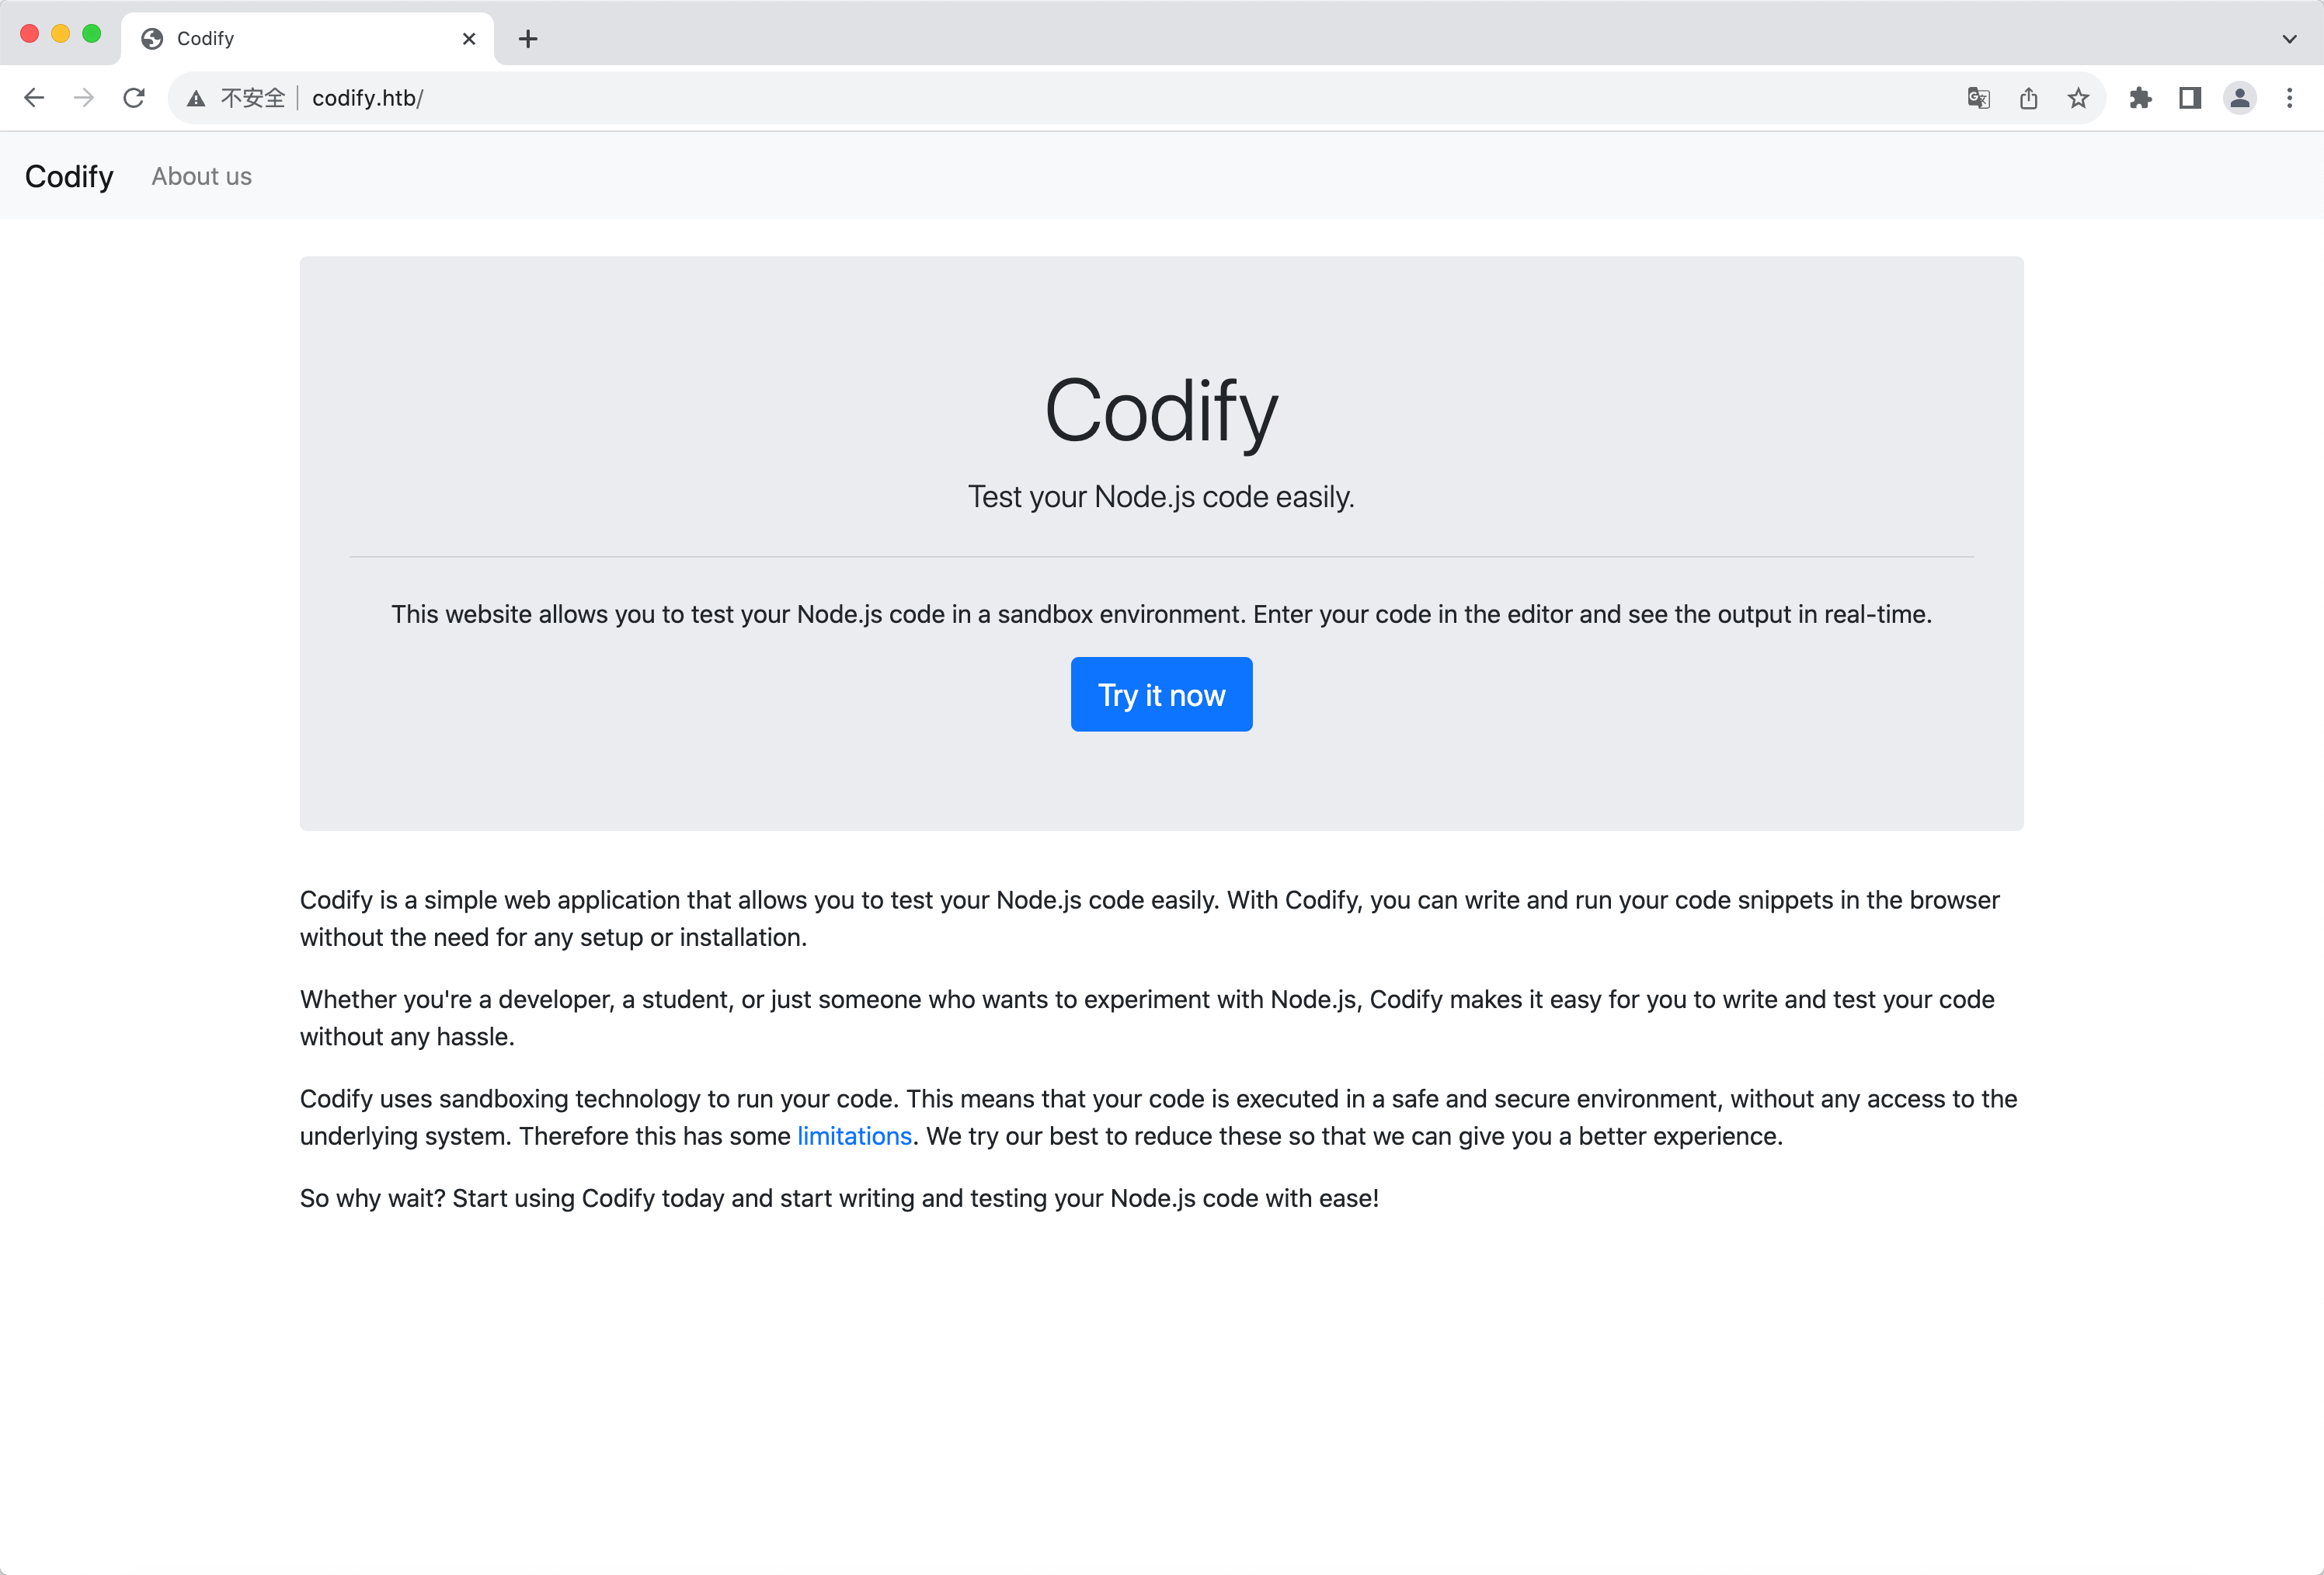 Codify
不安全 codify.htb/
Codify About us
Codify
Test your Node.js code easily.
This website allows you to test your Node.js code in a sandbox environment. Enter your code in the editor and see the output in real-time.
Try it now
Codify is a simple web application that allows you to test your Node.js code easily. With Codify, you can write and run your code snippets in the browser
without the need for any setup or installation.
Whether you're a developer, a student, or just someone who wants to experiment with Node.js, Codify makes it easy for you to write and test your code
without any hassle.
Codify uses sandboxing technology to run your code. This means that your code is executed in a safe and secure environment, without any access to the
underlying system. Therefore this has some limitations. We try our best to reduce these so that we can give you a better experience.
So why wait? Start using Codify today and start writing and testing your Node.js code with ease!